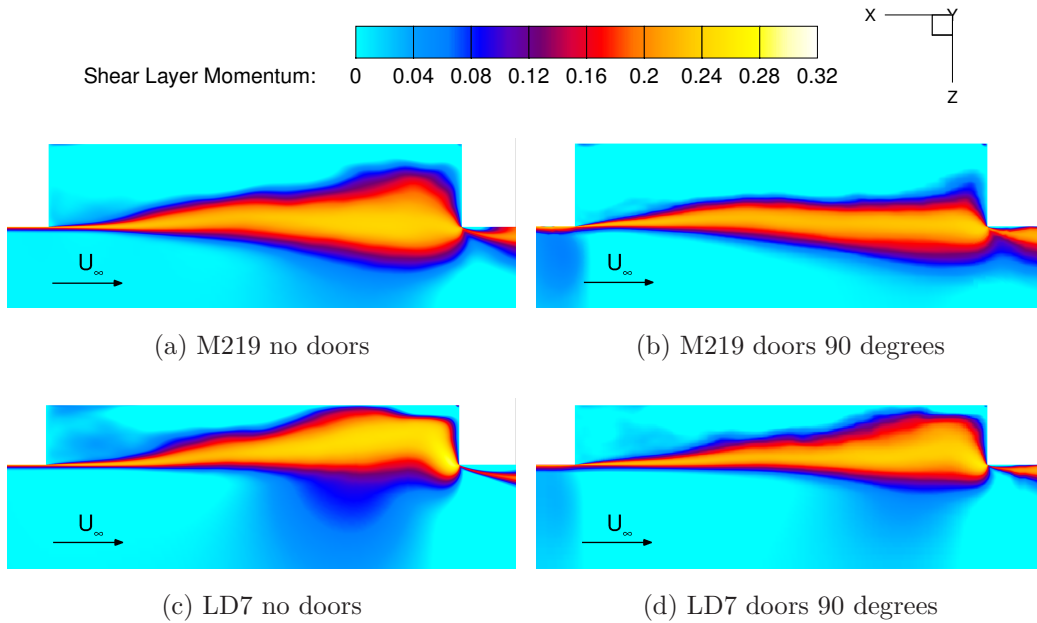 X Y
Z
Shear Layer Momentum: 0 0.04 0.08 0.12 0.16 0.2 0.24 0.28 0.32
U∞
U∞
(a) M219 no doors
(b) M219 doors 90 degrees
U∞
U∞
(c) LD7 no doors
(d) LD7 doors 90 degrees